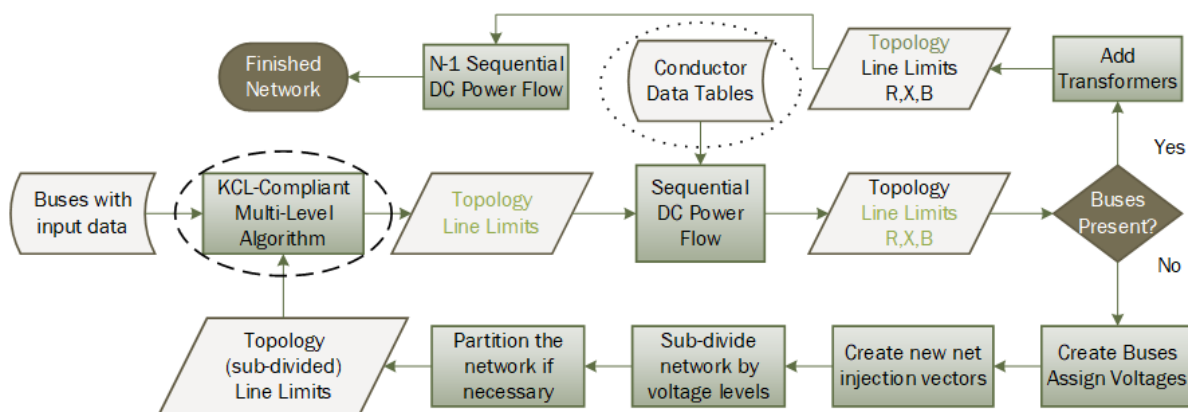 Finished
Network
N-1 Sequential
DC Power Flow
Conductor
Data Tables
Topology
Line Limits
R,X,B
Add
Transformers
Yes
Buses with
input data
KCL-Compliant
Multi-Level
Algorithm
Topology
Line Limits
Sequential
DC Power
Flow
Topology
Line Limits
R,X,B
Buses
Present?
No
Topology
(sub-divided)
Line Limits
Partition the
network if
necessary
Sub-divide
network by
voltage levels
Create new net
injection vectors
Create Buses
Assign Voltages